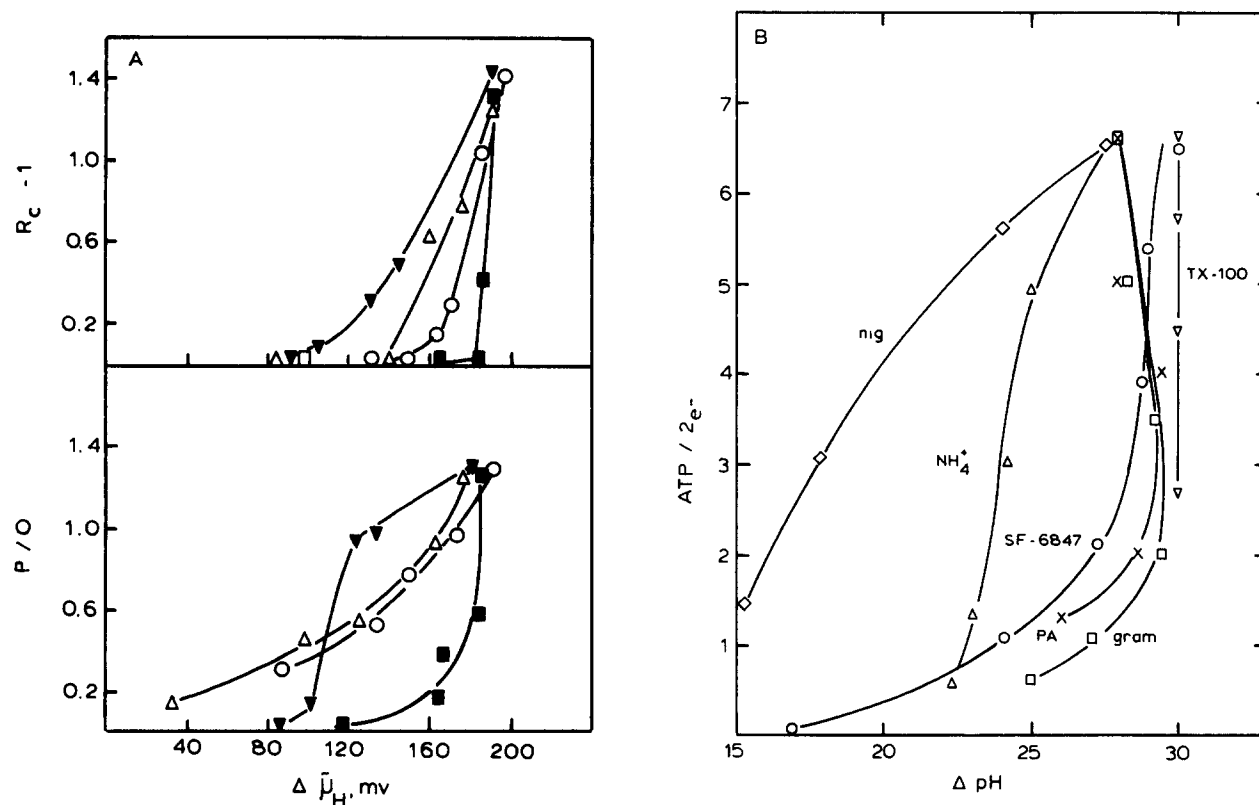 A
1.4
1.0
0.6
0.2
R_c - 1
1.4
1.0
0.6
0.2
P / O
40
80
120
160
200
Δ μ̃_H, mv
B
7
6
5
4
3
2
1
0
ATP / 2e⁻
nig
NH₄⁺
SF-6847
PA
gram
TX-100
15
20
25
30
Δ pH